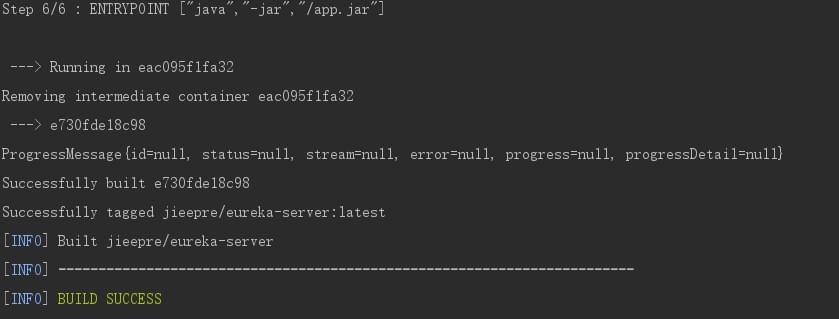 Step 6/6 : ENTRYPOINT ["java","-jar","/app.jar"]
---> Running in eac095f1fa32
Removing intermediate container eac095f1fa32
---> e730fde18c98
ProgressMessage{id=null, status=null, stream=null, error=null, progress=null, progressDetail=null}
Successfully built e730fde18c98
Successfully tagged jieepre/eureka-server:latest
[INFO] Built jieepre/eureka-server
[INFO] ------------------------------------------------------------------------
[INFO] BUILD SUCCESS